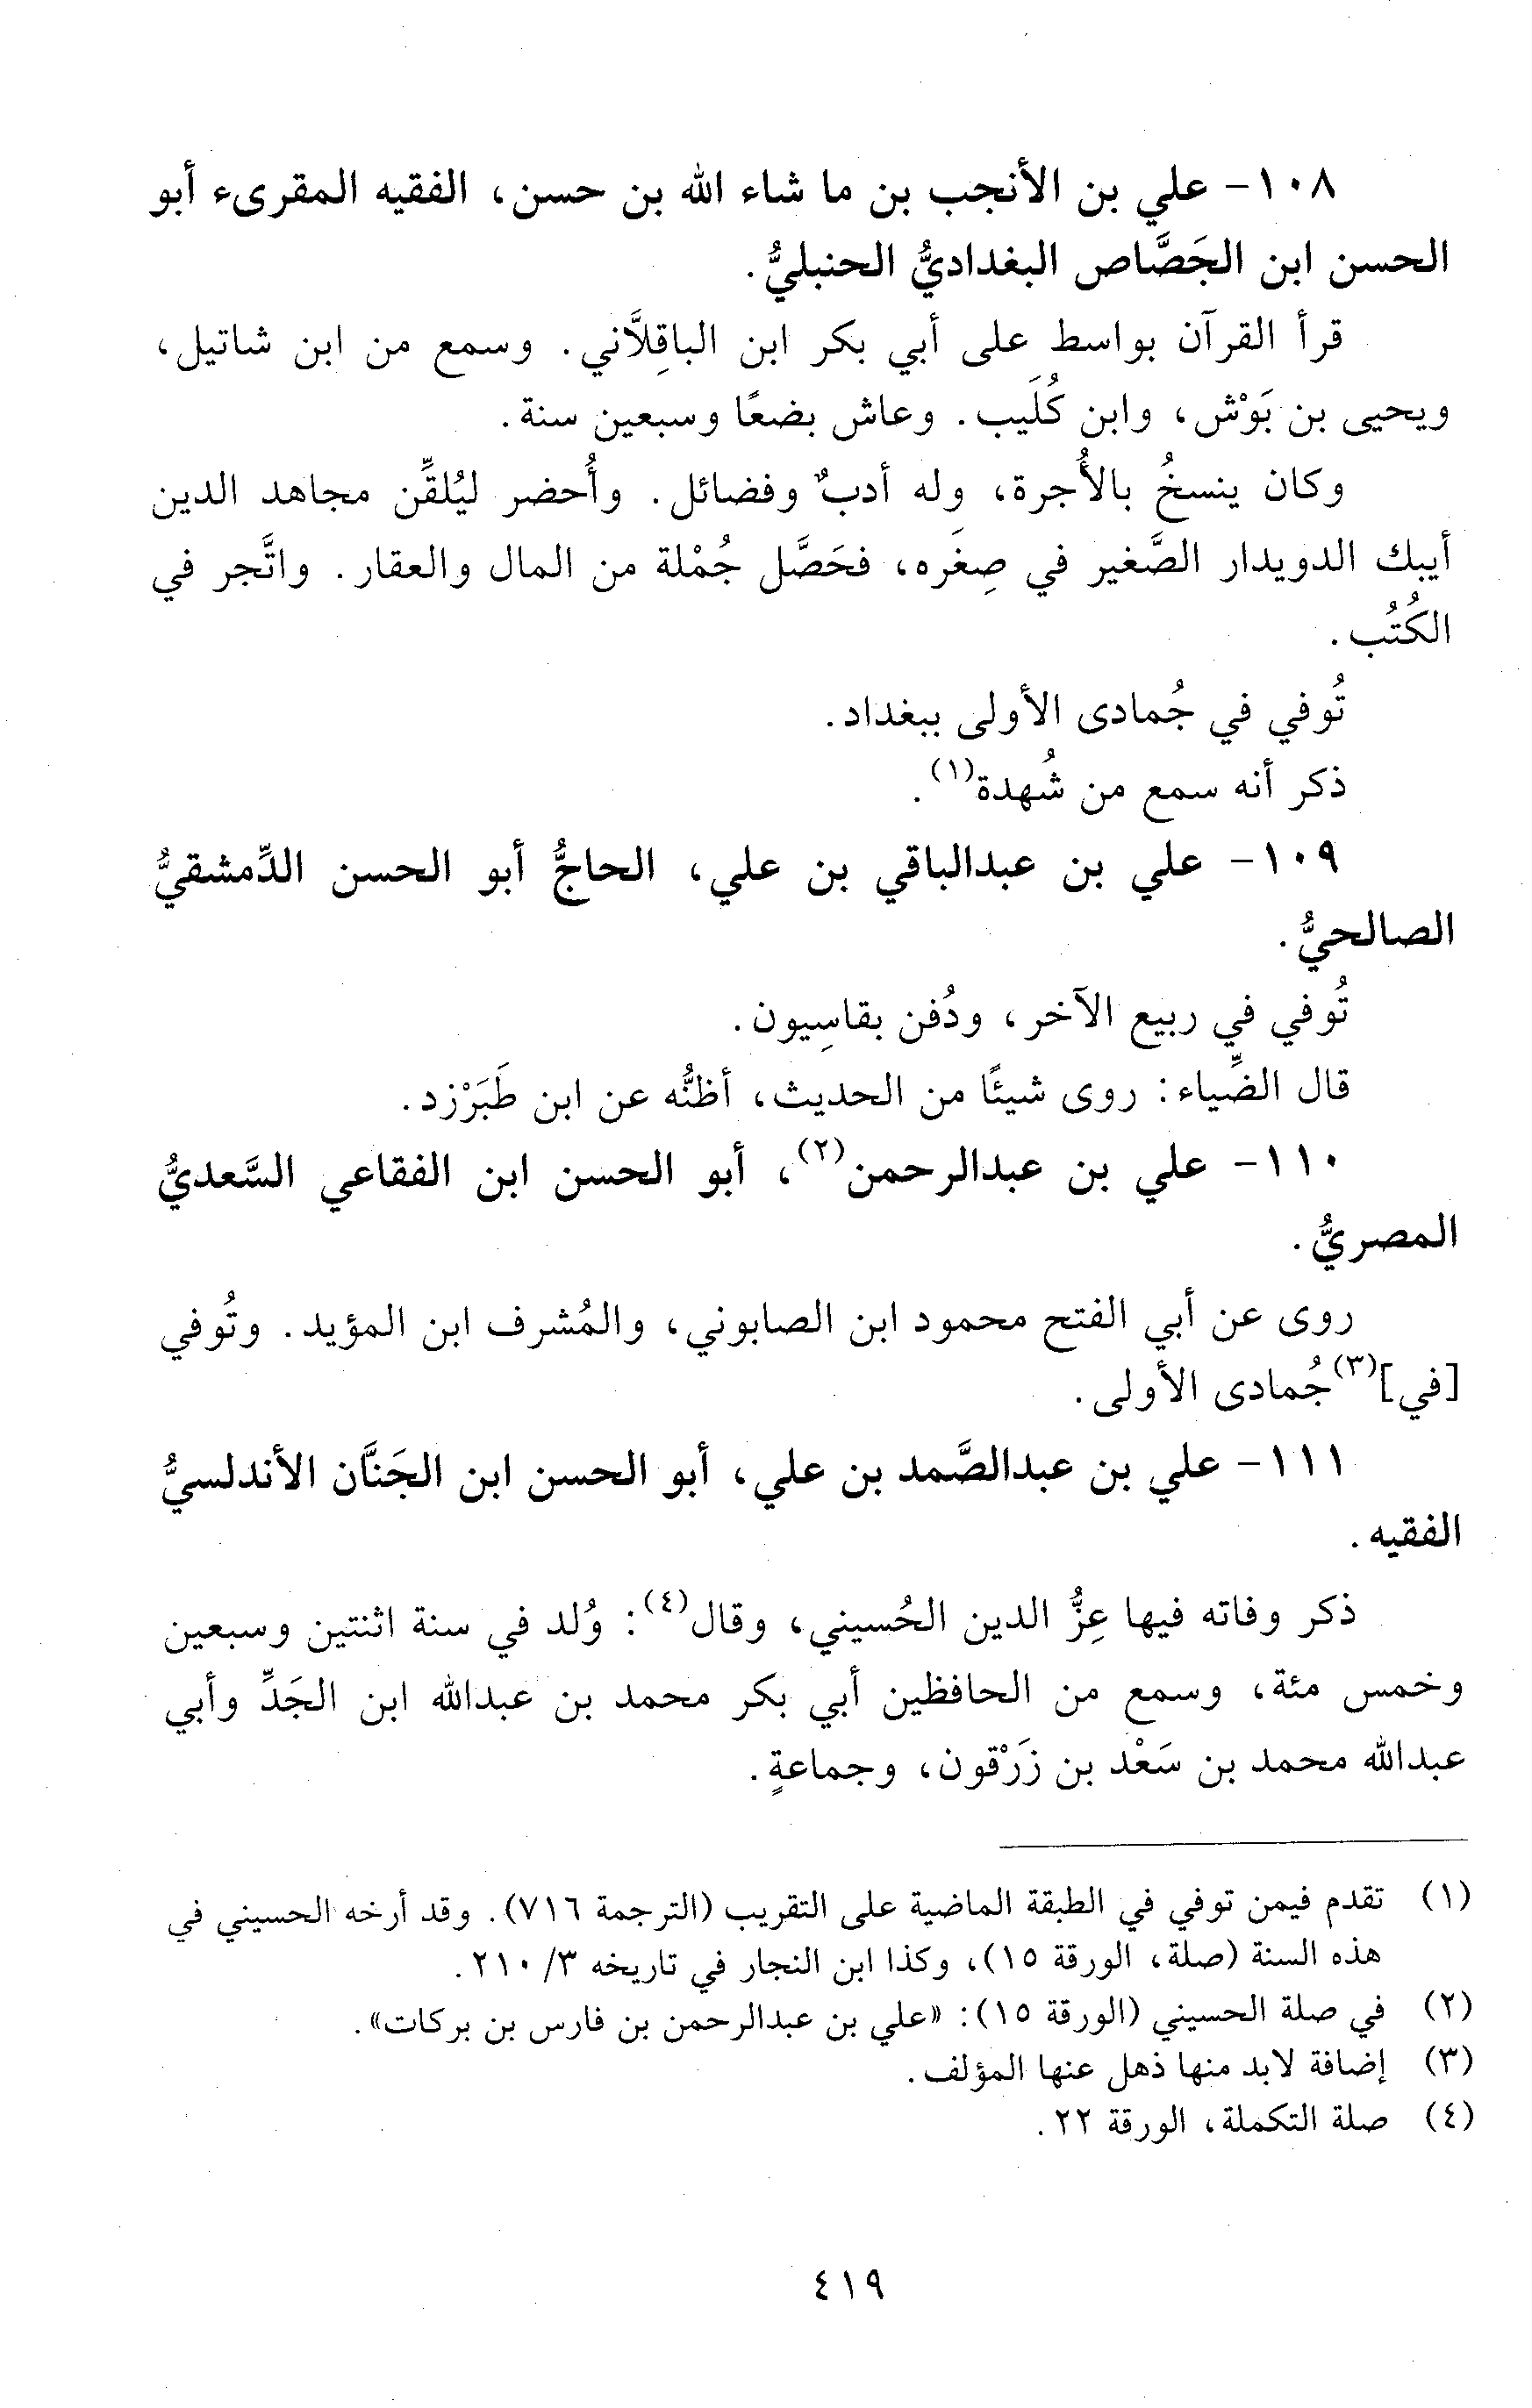 ١٠٨- علي بن الأنجب بن ما شاء الله بن حسن، الفقيه المقرىء أبو
الحسن ابن الجَصَّاص البغداديُّ الحنبليُّ.
قرأ القرآن بواسط على أبي بكر ابن الباقِلاَّني. وسمع من ابن شاتيل،
ويحيى بن بَوْش، وابن كُلَيب. وعاش بضعًا وسبعين سنة.
وكان ينسخُ بالأُجرة، وله أدبٌ وفضائل. وأُحضر ليُلقِّن مجاهد الدين
أيبك الدويدار الصَّغير في صِغَره، فحَصَّل جُمْلة من المال والعقار. واتَّجر في
الكُتُب.
تُوفي في جُمادى الأولى ببغداد.
ذكر أنه سمع من شُهدة(١).
١٠٩- علي بن عبدالباقي بن علي، الحاجُّ أبو الحسن الدِّمشقيُّ
الصالحيُّ.
تُوفي في ربيع الآخر، ودُفن بقاسِيون.
قال الضِّياء: روى شيئًا من الحديث، أظنُّه عن ابن طَبَرْزد.
١١٠- علي بن عبدالرحمن(٢)، أبو الحسن ابن الفقاعي السَّعديُّ
المصريُّ.
روى عن أبي الفتح محمود ابن الصابوني، والمُشرف ابن المؤيد. وتُوفي
[في](٣) جُمادى الأولى.
١١١- علي بن عبدالصَّمد بن علي، أبو الحسن ابن الجَنَّان الأندلسيُّ
الفقيه.
ذكر وفاته فيها عِزُّ الدين الحُسيني، وقال(٤): وُلد في سنة اثنتين وسبعين
وخمس مئة، وسمع من الحافظين أبي بكر محمد بن عبدالله ابن الجَدِّ وأبي
عبدالله محمد بن سَعْد بن زَرْقون، وجماعةٍ.
(١) تقدم فيمن توفي في الطبقة الماضية على التقريب (الترجمة ٧١٦). وقد أرخه الحسيني في
هذه السنة (صلة، الورقة ١٥)، وكذا ابن النجار في تاريخه ٣/ ٢١٠.
(٢) في صلة الحسيني (الورقة ١٥): «علي بن عبدالرحمن بن فارس بن بركات».
(٣) إضافة لابد منها ذهل عنها المؤلف.
(٤) صلة التكملة، الورقة ٢٢.
٤١٩